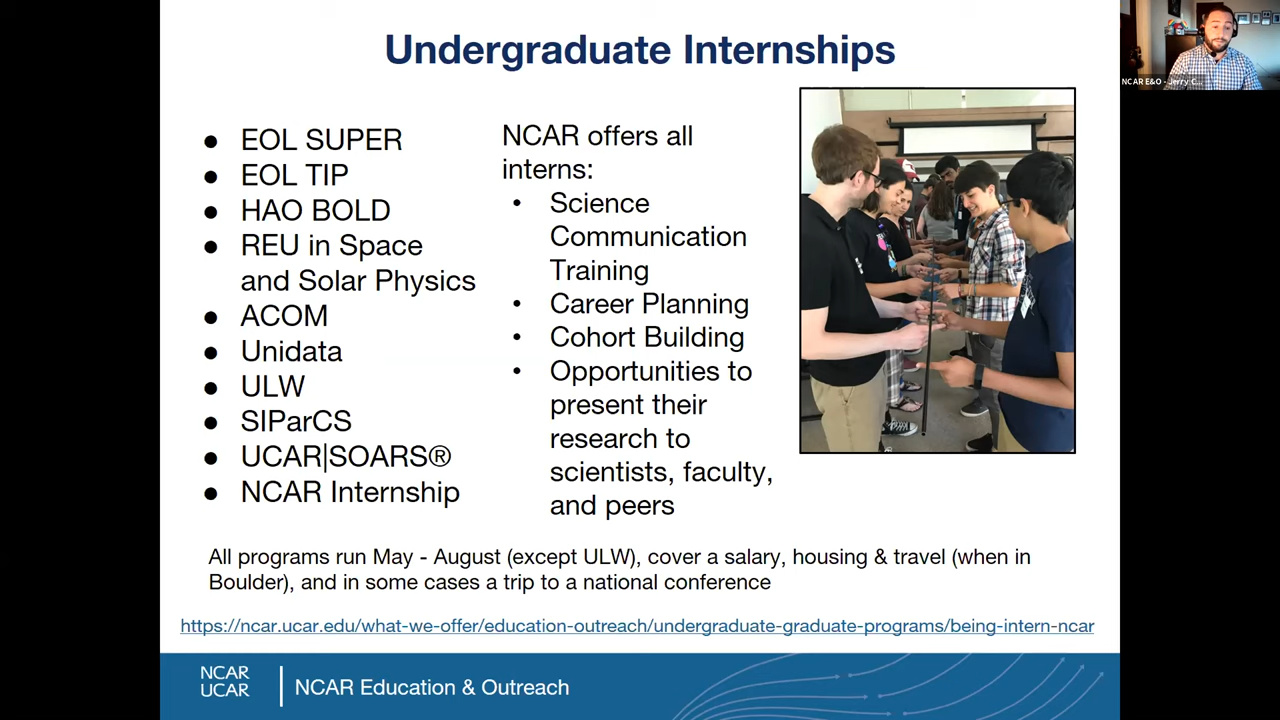 Undergraduate Internships
● EOL SUPER
● EOL TIP
● HAO BOLD
● REU in Space
and Solar Physics
● ACOM
● Unidata
● ULW
● SIParCS
● UCAR|SOARS®
● NCAR Internship
NCAR offers all
interns:
• Science
Communication
Training
• Career Planning
• Cohort Building
• Opportunities to
present their
research to
scientists, faculty,
and peers
All programs run May - August (except ULW), cover a salary, housing & travel (when in
Boulder), and in some cases a trip to a national conference
https://ncar.ucar.edu/what-we-offer/education-outreach/undergraduate-graduate-programs/being-intern-ncar
NCAR
UCAR
NCAR Education & Outreach
NCAR E&O - Jerry C...